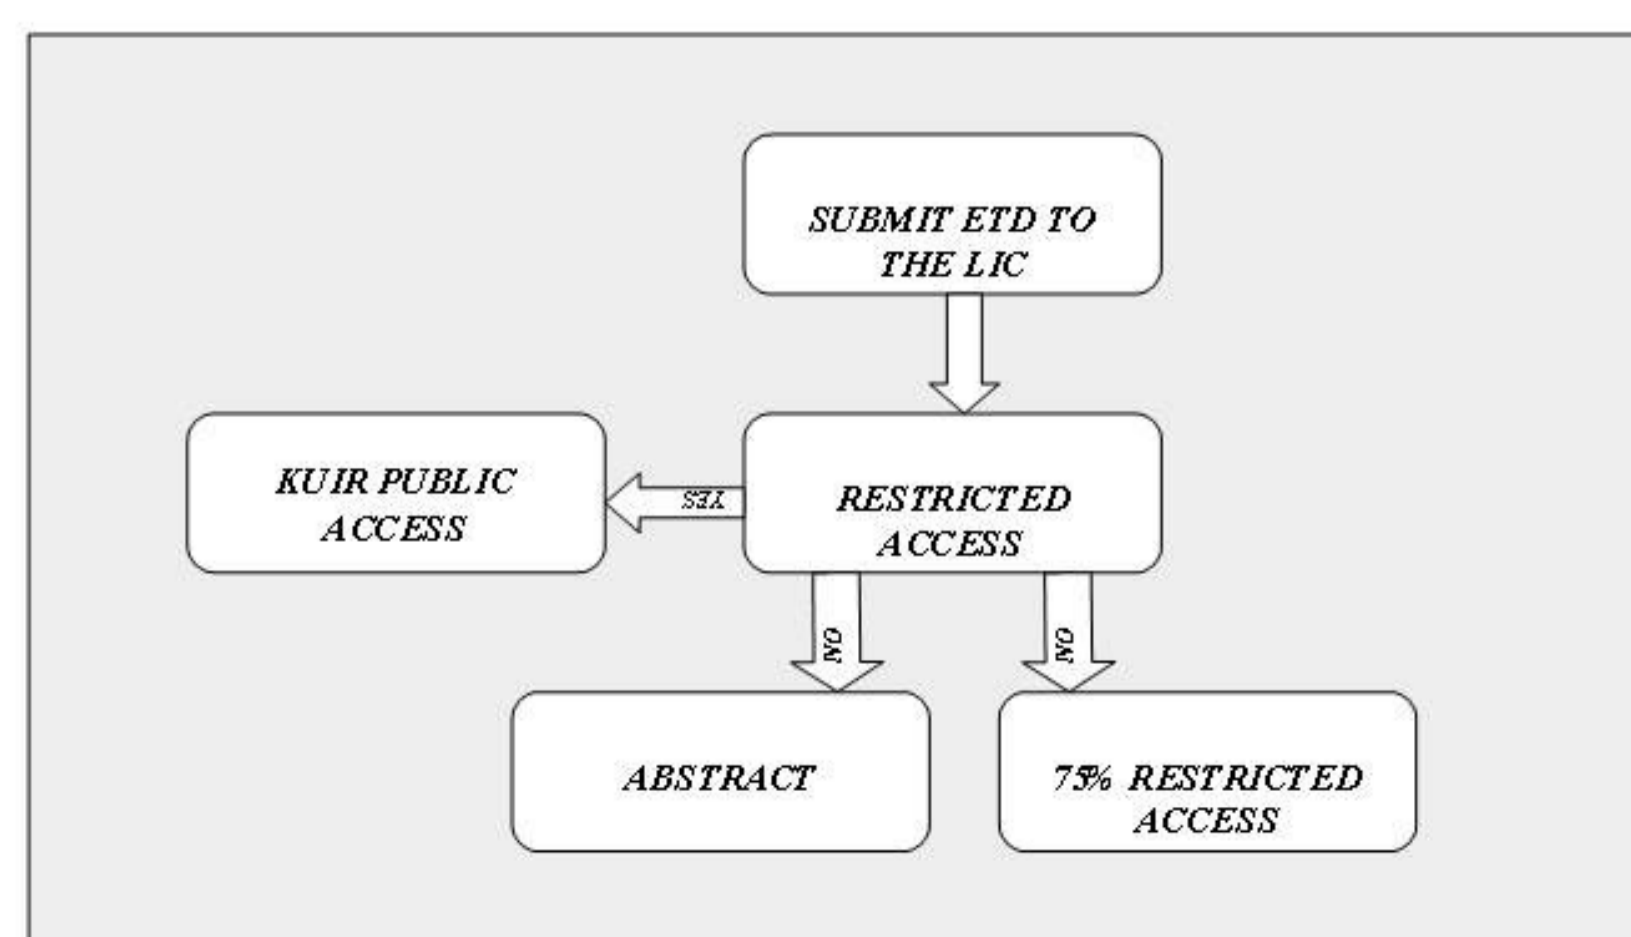 SUBMIT ETD TO
THE LIC
KUIR PUBLIC
ACCESS
YES
RESTRICTED
ACCESS
NO
NO
ABSTRACT
75% RESTRICTED
ACCESS